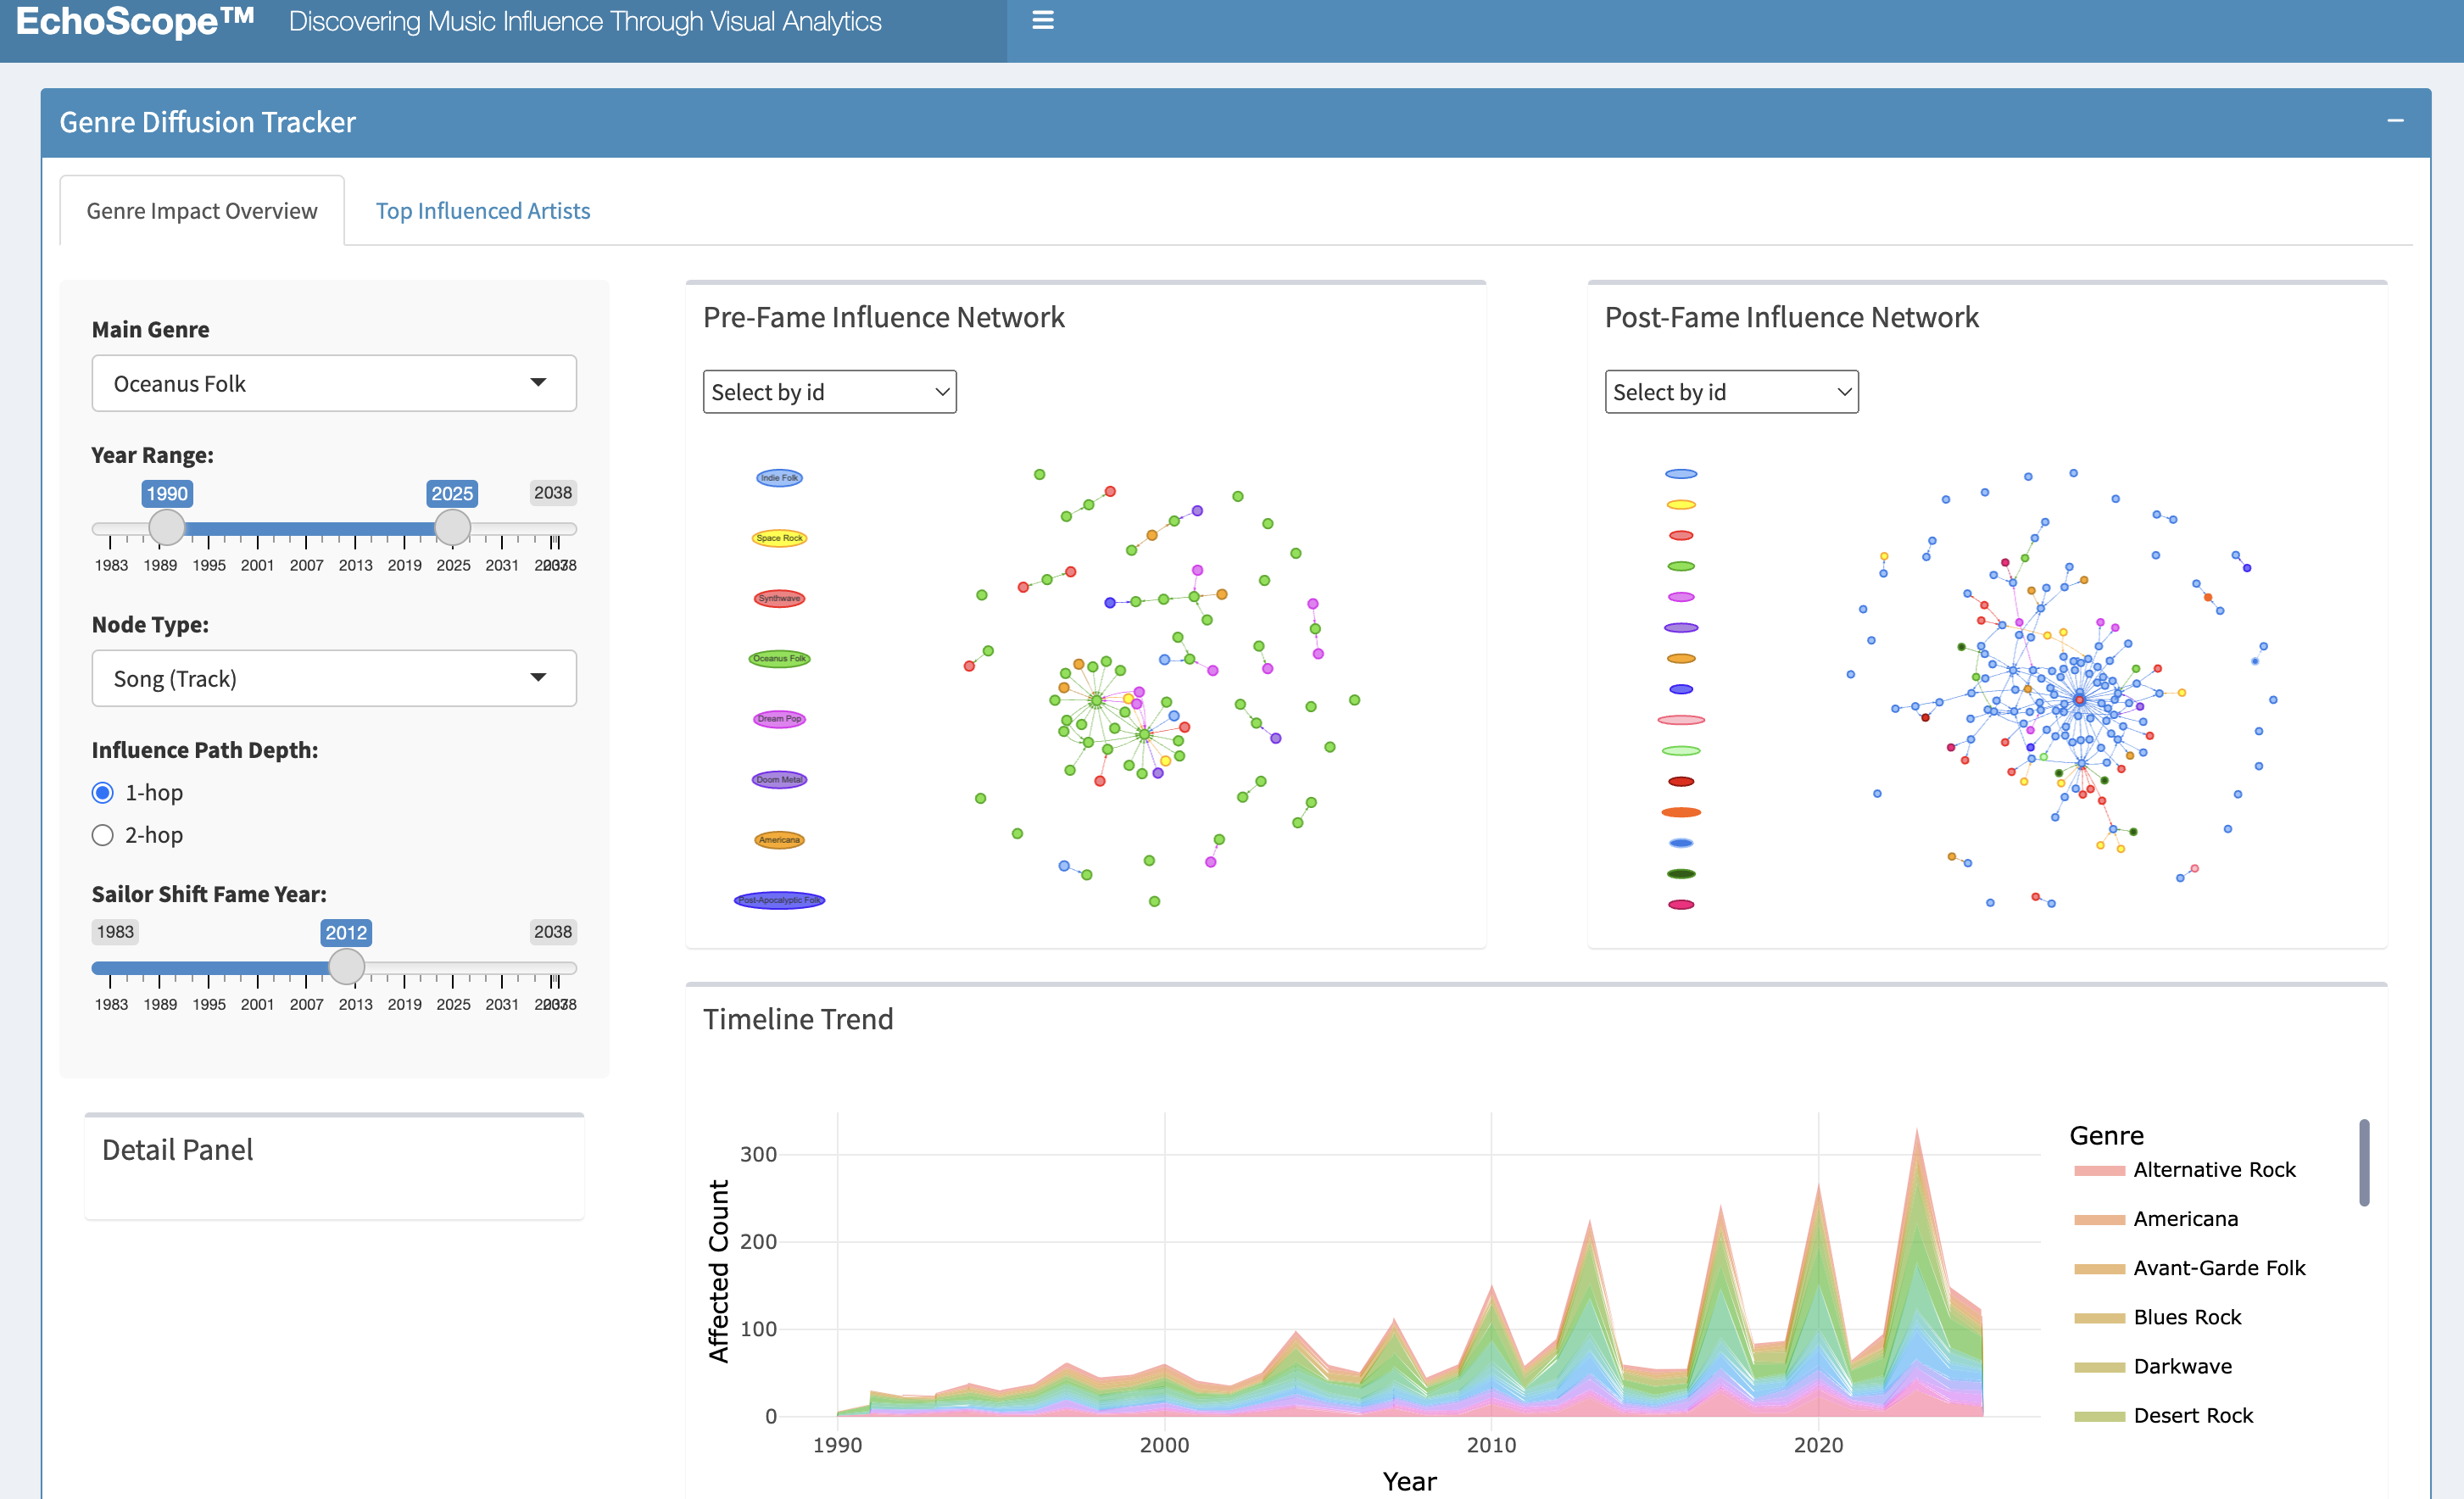 EchoScope™ Discovering Music Influence Through Visual Analytics
Genre Diffusion Tracker
Genre Impact Overview
Top Influenced Artists
Main Genre
Oceanus Folk
Year Range:
1990 2025 2038
1983 1989 1995 2001 2007 2013 2019 2025 2031
Node Type:
Song (Track)
Influence Path Depth:
1-hop
2-hop
Sailor Shift Fame Year:
1983 2012 2038
1983 1989 1995 2001 2007 2013 2019 2025 2031
Detail Panel
Pre-Fame Influence Network
Select by id
Indie Folk
Space Rock
Synthwave
Oceanus Folk
Dream Pop
Doom Metal
Americana
Post-Apocalyptic Folk
Post-Fame Influence Network
Select by id
Timeline Trend
Affected Count
300
200
100
0
1990 2000 2010 2020
Year
Genre
Alternative Rock
Americana
Avant-Garde Folk
Blues Rock
Darkwave
Desert Rock